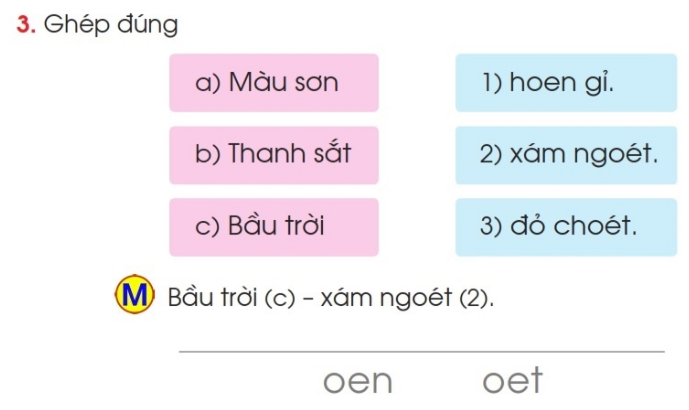 3. Ghép đúng
a) Màu sơn 1) hoen gỉ.
b) Thanh sắt 2) xám ngoét.
c) Bầu trời 3) đỏ choét.
M Bầu trời (c) – xám ngoét (2).
oen oet